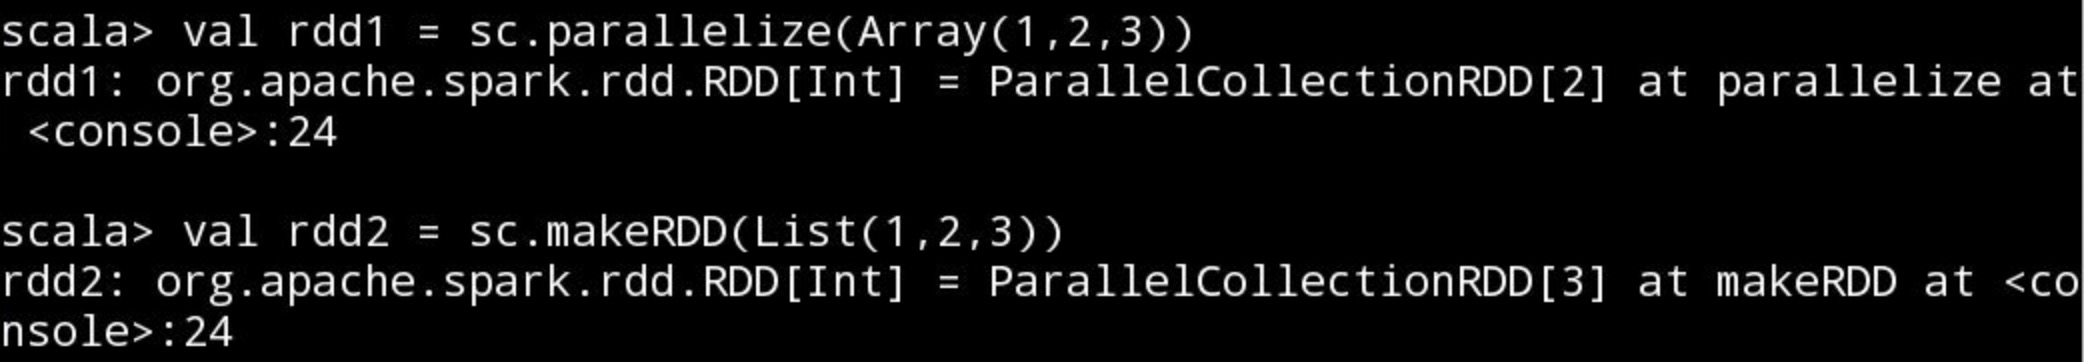 scala> val rdd1 = sc.parallelize(Array(1,2,3))
rdd1: org.apache.spark.rdd.RDD[Int] = ParallelCollectionRDD[2] at parallelize at
 <console>:24
scala> val rdd2 = sc.makeRDD(List(1,2,3))
rdd2: org.apache.spark.rdd.RDD[Int] = ParallelCollectionRDD[3] at makeRDD at <co
nsole>:24